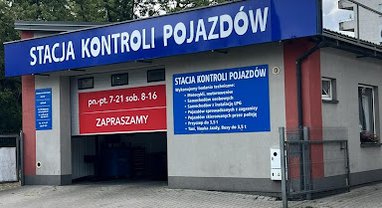 STACJA KONTROLI POJAZDÓW
pn.-pt. 7-21 sob. 8-16
ZAPRASZAMY
STACJA KONTROLI POJAZDÓW
Wykonujemy badania techniczne:
• Motocykli, motorowerów
• Samochodów osobowych
• Samochodów z instalacją LPG
• Pojazdów sprowadzonych z zagranicy
• Pojazdów skierowanych przez policję
• Przyczep do 3,5 t
• Taxi, Nauka Jazdy, Busy do 3,5 t